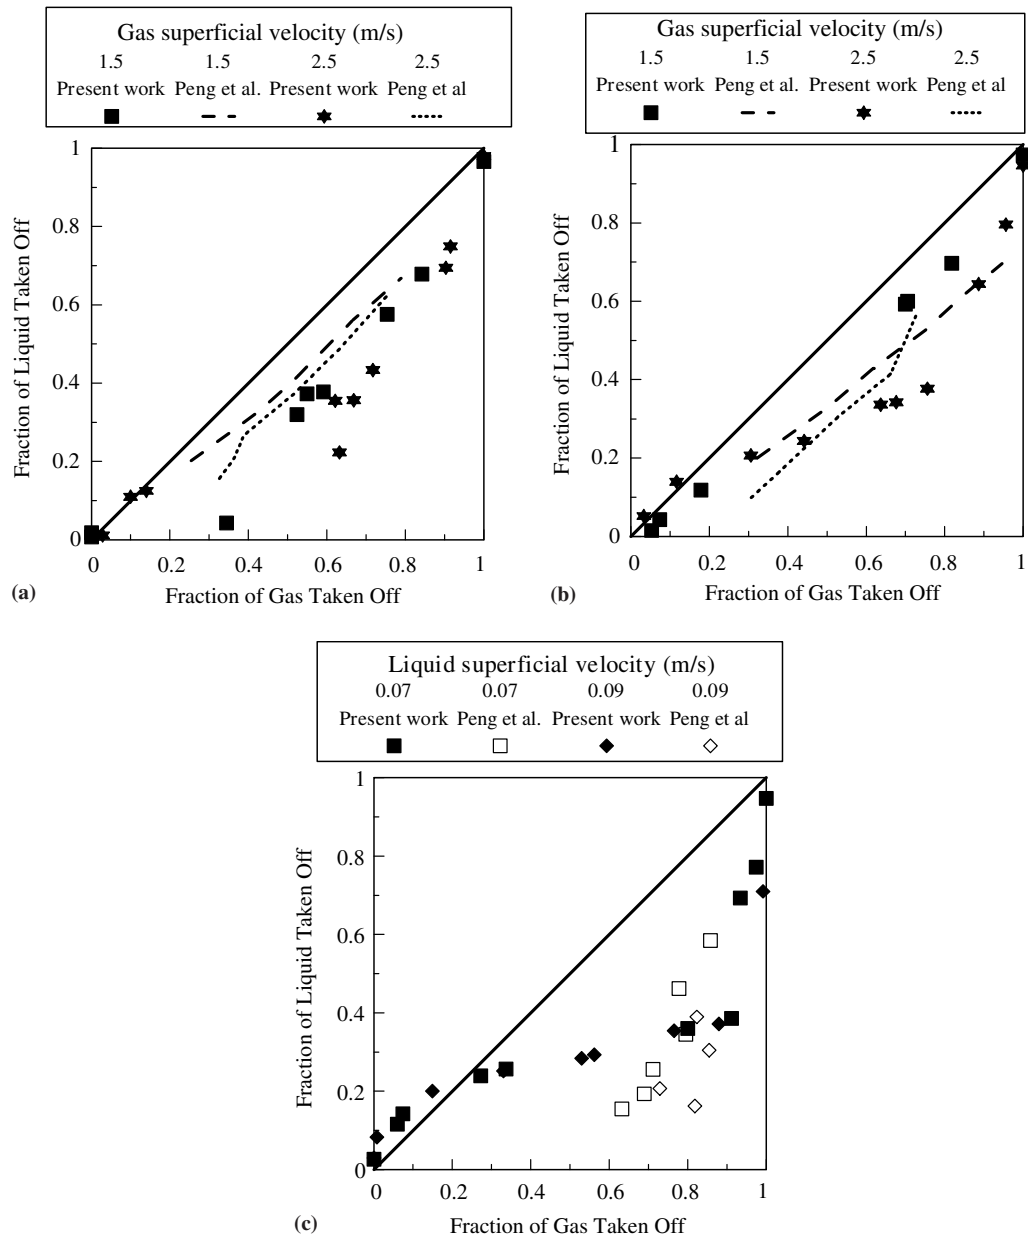 Gas superficial velocity (m/s)
1.5 1.5 2.5 2.5
Present work Peng et al. Present work Peng et al
1
0.8
0.6
0.4
0.2
0
Fraction of Liquid Taken Off
0 0.2 0.4 0.6 0.8 1
Fraction of Gas Taken Off
(a)
Gas superficial velocity (m/s)
1.5 1.5 2.5 2.5
Present work Peng et al. Present work Peng et al
1
0.8
0.6
0.4
0.2
0
Fraction of Liquid Taken Off
0 0.2 0.4 0.6 0.8 1
Fraction of Gas Taken Off
(b)
Liquid superficial velocity (m/s)
0.07 0.07 0.09 0.09
Present work Peng et al. Present work Peng et al
1
0.8
0.6
0.4
0.2
0
Fraction of Liquid Taken Off
0 0.2 0.4 0.6 0.8 1
Fraction of Gas Taken Off
(c)